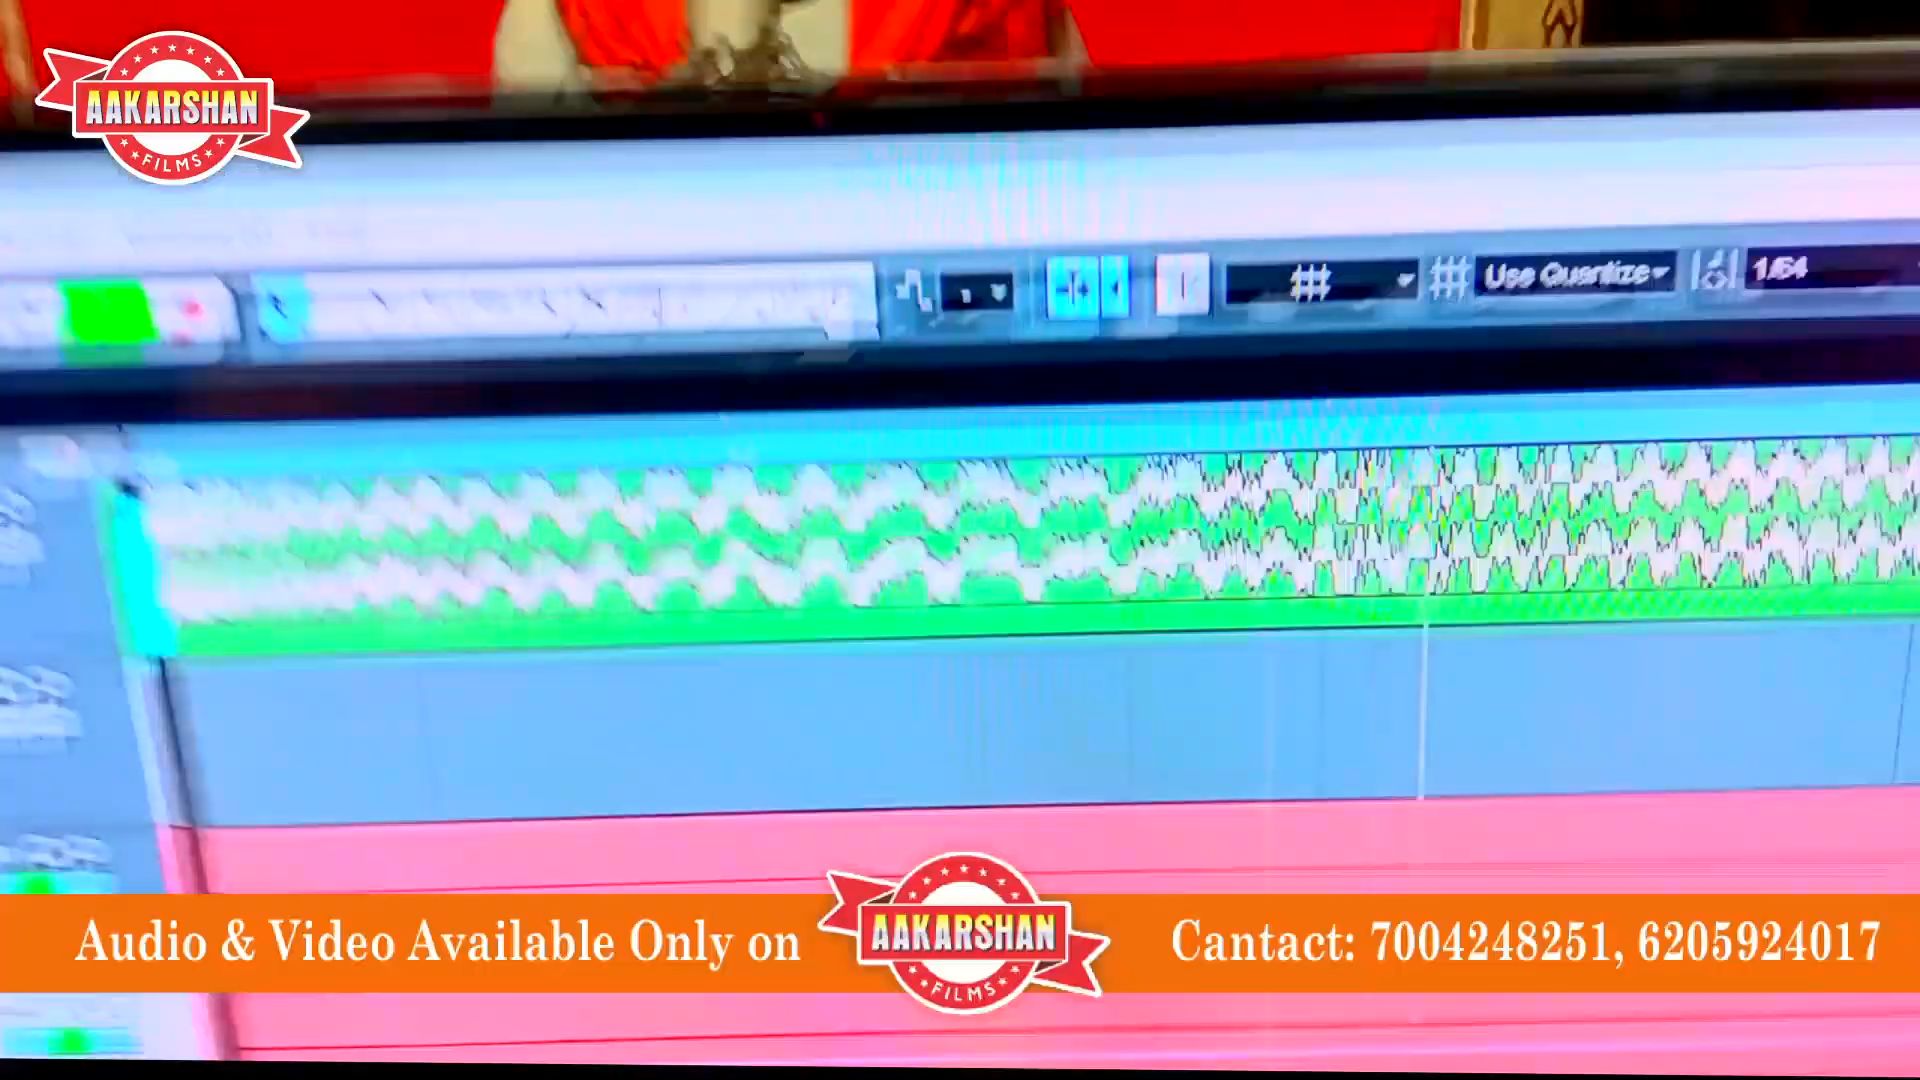 AAKARSHAN
FILMS
Use Quantize
1/64
Audio & Video Available Only on
AAKARSHAN
FILMS
Cantact: 7004248251, 6205924017